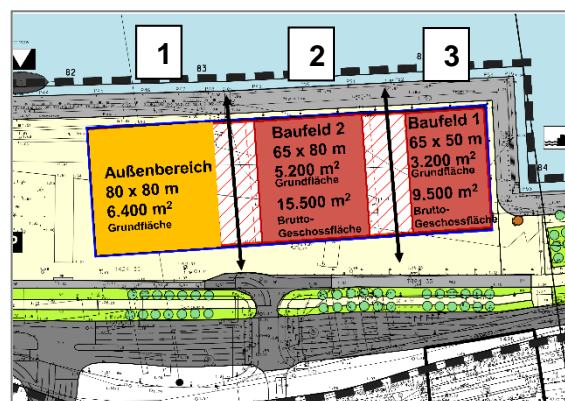 1
2
3
82
83
84
Außenbereich
80 x 80 m
6.400 m²
Grundfläche
Baufeld 2
65 x 80 m
5.200 m²
Grundfläche
15.500 m²
Brutto-
Geschossfläche
Baufeld 1
65 x 50 m
3.200 m²
Grundfläche
9.500 m²
Brutto-
Geschossfläche